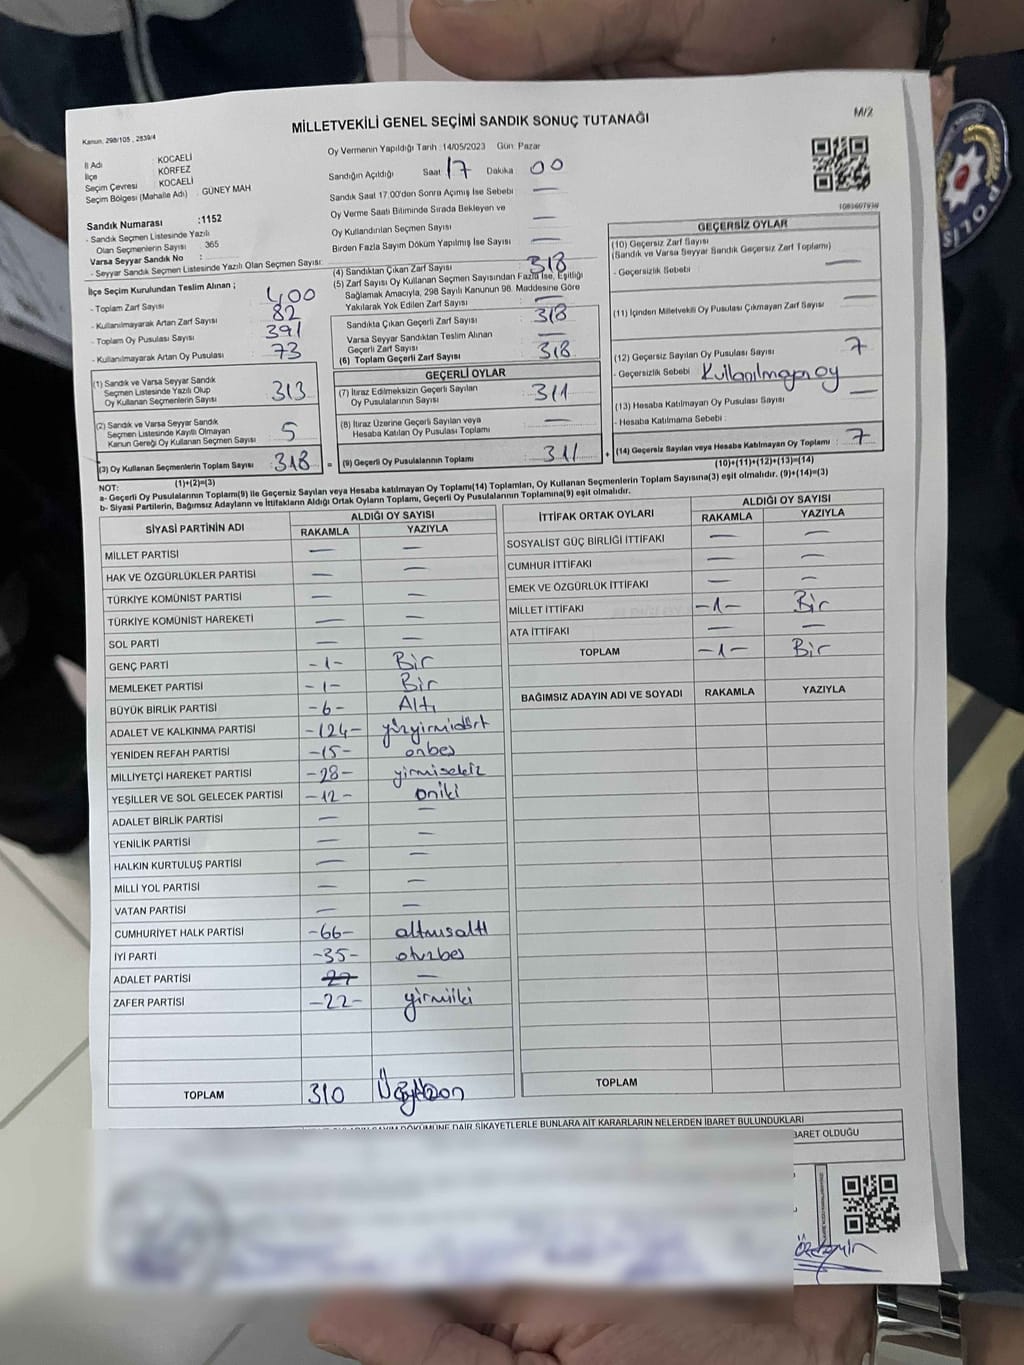 MİLLETVEKİLİ GENEL SEÇİMİ SANDIK SONUÇ TUTANAĞI
M/2
Kanun. 298/105 , 2839/4
İl Adı KOCAELİ
İlçe KÖRFEZ
Seçim Çevresi KOCAELİ
Seçim Bölgesi (Mahalle Adı) GÜNEY MAH
Sandık Numarası :1152
- Sandık Seçmen Listesinde Yazılı
Olan Seçmenlerin Sayısı : 365
Varsa Seyyar Sandık No :
- Seyyar Sandık Seçmen Listesinde Yazılı Olan Seçmen Sayısı:
İlçe Seçim Kurulundan Teslim Alınan ;
- Toplam Zarf Sayısı 400
- Kullanılmayarak Artan Zarf Sayısı 82
- Toplam Oy Pusulası Sayısı 391
- Kullanılmayarak Artan Oy Pusulası 73
(1) Sandık ve Varsa Seyyar Sandık
Seçmen Listesinde Yazılı Olup
Oy Kullanan Seçmenlerin Sayısı 313
(2) Sandık ve Varsa Seyyar Sandık
Seçmen Listesinde Kayıtlı Olmayan
Kanun Gereği Oy Kullanan Seçmen Sayısı 5
(3) Oy Kullanan Seçmenlerin Toplam Sayısı : 318
(1)+(2)=(3)
Oy Vermenin Yapıldığı Tarih :14/05/2023 Gün: Pazar
Sandığın Açıldığı Saat 17 Dakika 00
Sandık Saat 17.00'den Sonra Açımış İse Sebebi —
Oy Verme Saati Bitiminde Sırada Bekleyen ve
Oy Kullandırılan Seçmen Sayısı —
Birden Fazla Sayım Döküm Yapılmış İse Sayısı —
(4) Sandıktan Çıkan Zarf Sayısı 318
(5) Zarf Sayısı Oy Kullanan Seçmen Sayısından Fazla İse, Eşitliği
Sağlamak Amacıyla, 298 Sayılı Kanunun 98. Maddesine Göre
Yakılarak Yok Edilen Zarf Sayısı —
Sandıkta Çıkan Geçerli Zarf Sayısı 318
Varsa Seyyar Sandıktan Teslim Alınan
Geçerli Zarf Sayısı —
(6) Toplam Geçerli Zarf Sayısı 318
GEÇERLİ OYLAR
(7) İtiraz Edilmeksizin Geçerli Sayılan
Oy Pusulalarının Sayısı 311
(8) İtiraz Üzerine Geçerli Sayılan veya
Hesaba Katılan Oy Pusulası Toplamı —
= (9) Geçerli Oy Pusulalarının Toplamı 311
1083607939
GEÇERSİZ OYLAR
(10) Geçersiz Zarf Sayısı
(Sandık ve Varsa Seyyar Sandık Geçersiz Zarf Toplamı)
- Geçersizlik Sebebi : —
(11) İçinden Milletvekili Oy Pusulası Çıkmayan Zarf Sayısı —
(12) Geçersiz Sayılan Oy Pusulası Sayısı 7
- Geçersizlik Sebebi : Kullanılmayan oy
(13) Hesaba Katılmayan Oy Pusulası Sayısı —
- Hesaba Katılmama Sebebi :
+ (14) Geçersiz Sayılan veya Hesaba Katılmayan Oy Toplamı : 7
(10)+(11)+(12)+(13)=(14)
NOT:
a- Geçerli Oy Pusulalarının Toplamı(9) ile Geçersiz Sayılan veya Hesaba katılmayan Oy Toplamı(14) Toplamları, Oy Kullanan Seçmenlerin Toplam Sayısına(3) eşit olmalıdır. (9)+(14)=(3)
b- Siyasi Partilerin, Bağımsız Adayların ve İttifakların Aldığı Ortak Oyların Toplamı, Geçerli Oy Pusulalarının Toplamına(9) eşit olmalıdır.
SİYASİ PARTİNİN ADI ALDIĞI OY SAYISI
RAKAMLA YAZIYLA
MİLLET PARTİSİ — —
HAK VE ÖZGÜRLÜKLER PARTİSİ — —
TÜRKİYE KOMÜNİST PARTİSİ — —
TÜRKİYE KOMÜNİST HAREKETİ — —
SOL PARTİ — —
GENÇ PARTİ -1- Bir
MEMLEKET PARTİSİ -1- Bir
BÜYÜK BİRLİK PARTİSİ -6- Altı
ADALET VE KALKINMA PARTİSİ -124- yüzyirmidört
YENİDEN REFAH PARTİSİ -15- onbeş
MİLLİYETÇİ HAREKET PARTİSİ -28- yirmisekiz
YEŞİLLER VE SOL GELECEK PARTİSİ -12- oniki
ADALET BİRLİK PARTİSİ — —
YENİLİK PARTİSİ — —
HALKIN KURTULUŞ PARTİSİ — —
MİLLİ YOL PARTİSİ — —
VATAN PARTİSİ — —
CUMHURİYET HALK PARTİSİ -66- altmışaltı
İYİ PARTİ -35- otuzbeş
ADALET PARTİSİ —
ZAFER PARTİSİ -22- yirmiiki
TOPLAM 310
İTTİFAK ORTAK OYLARI ALDIĞI OY SAYISI
RAKAMLA YAZIYLA
SOSYALİST GÜÇ BİRLİĞİ İTTİFAKI — —
CUMHUR İTTİFAKI — —
EMEK VE ÖZGÜRLÜK İTTİFAKI — —
MİLLET İTTİFAKI -1- Bir
ATA İTTİFAKI — —
TOPLAM -1- Bir
BAĞIMSIZ ADAYIN ADI VE SOYADI RAKAMLA YAZIYLA
TOPLAM
DÖKÜMÜNE DAİR ŞİKAYETLERLE BUNLARA AİT KARARLARIN NELERDEN İBARET BULUNDUKLARI
BARET OLDUĞU
POLİS